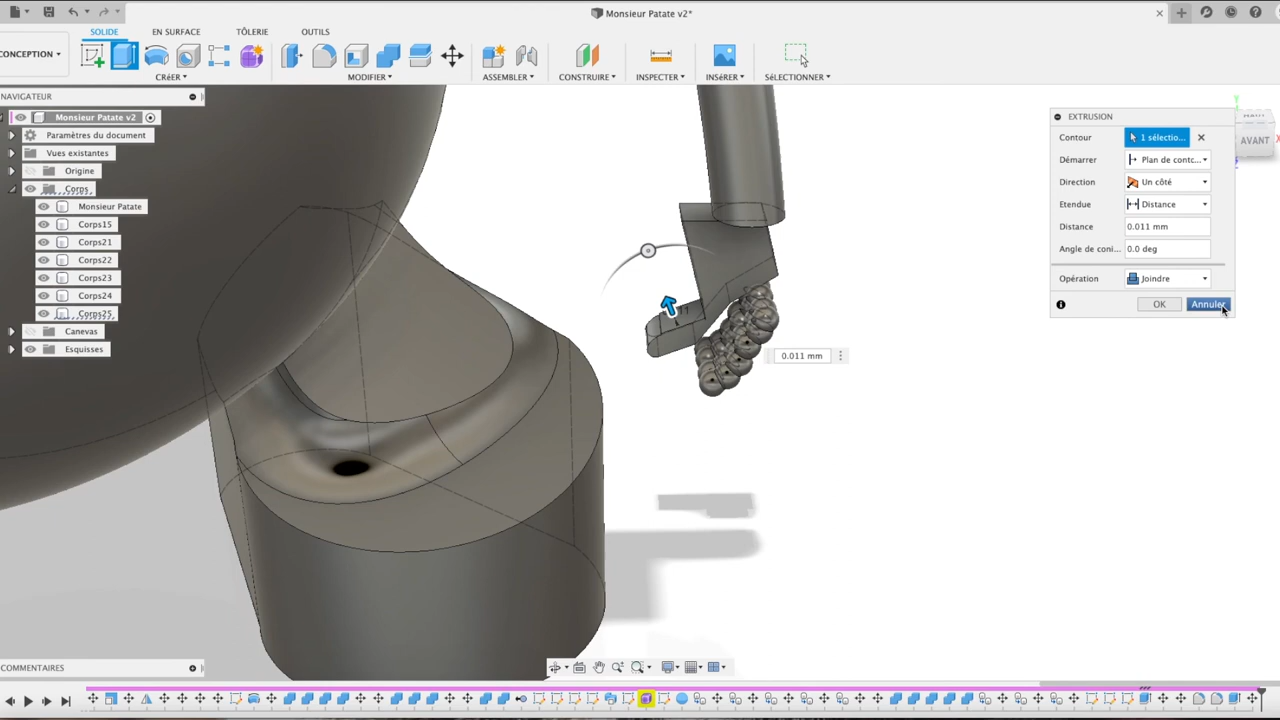 Monsieur Patate v2*
SOLIDE EN SURFACE TÔLERIE OUTILS
CONCEPTION
CRÉER MODIFIER ASSEMBLER CONSTRUIRE INSPECTER INSÉRER SÉLECTIONNER
NAVIGATEUR
Monsieur Patate v2
Paramètres du document
Vues existantes
Origine
Corps
Monsieur Patate
Corps15
Corps21
Corps22
Corps23
Corps24
Corps25
Canevas
Esquisses
EXTRUSION
Contour 1 sélectio...
Démarrer Plan de contc...
Direction Un côté
Etendue Distance
Distance 0.011 mm
Angle de coni... 0.0 deg
Opération Joindre
OK Annuler
AVANT
X
0.011 mm
COMMENTAIRES